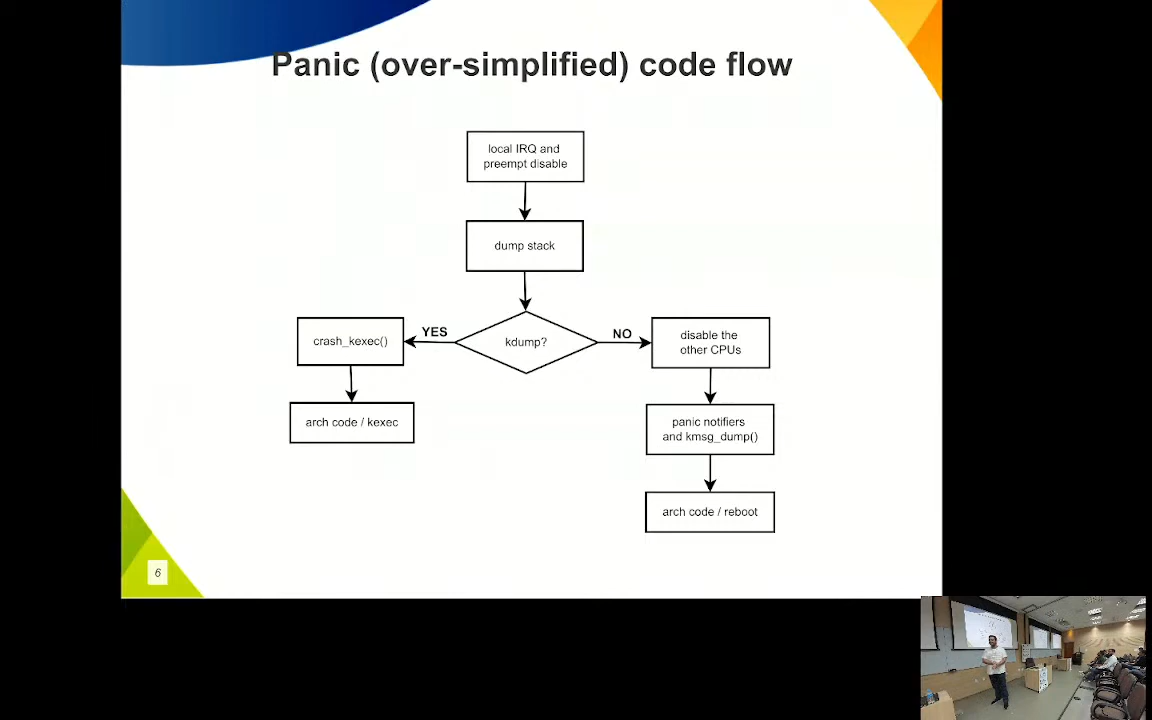 Panic (over-simplified) code flow
local IRQ and
preempt disable
dump stack
kdump?
YES
NO
crash_kexec()
arch code / kexec
disable the
other CPUs
panic notifiers
and kmsg_dump()
arch code / reboot
6